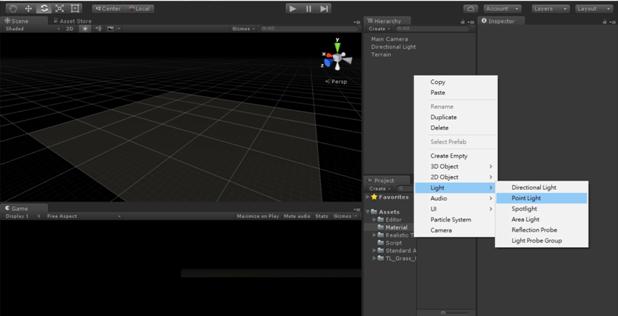 Center Local Account Layers Layout
Scene Asset Store
Shaded 2D Gizmos All
y
Persp
Hierarchy
Create All
Main Camera
Directional Light
Terrain
Inspector
Copy
Paste
Rename
Duplicate
Delete
Select Prefab
Create Empty
3D Object
2D Object
Light
Audio
UI
Particle System
Camera
Directional Light
Point Light
Spotlight
Area Light
Reflection Probe
Light Probe Group
Project
Create
Favorites
Assets
Editor
Material
Realistic T
Script
Standard A
TL_Grass_
Game
Display 1 Free Aspect Maximize on Play Mute audio Stats Gizmos